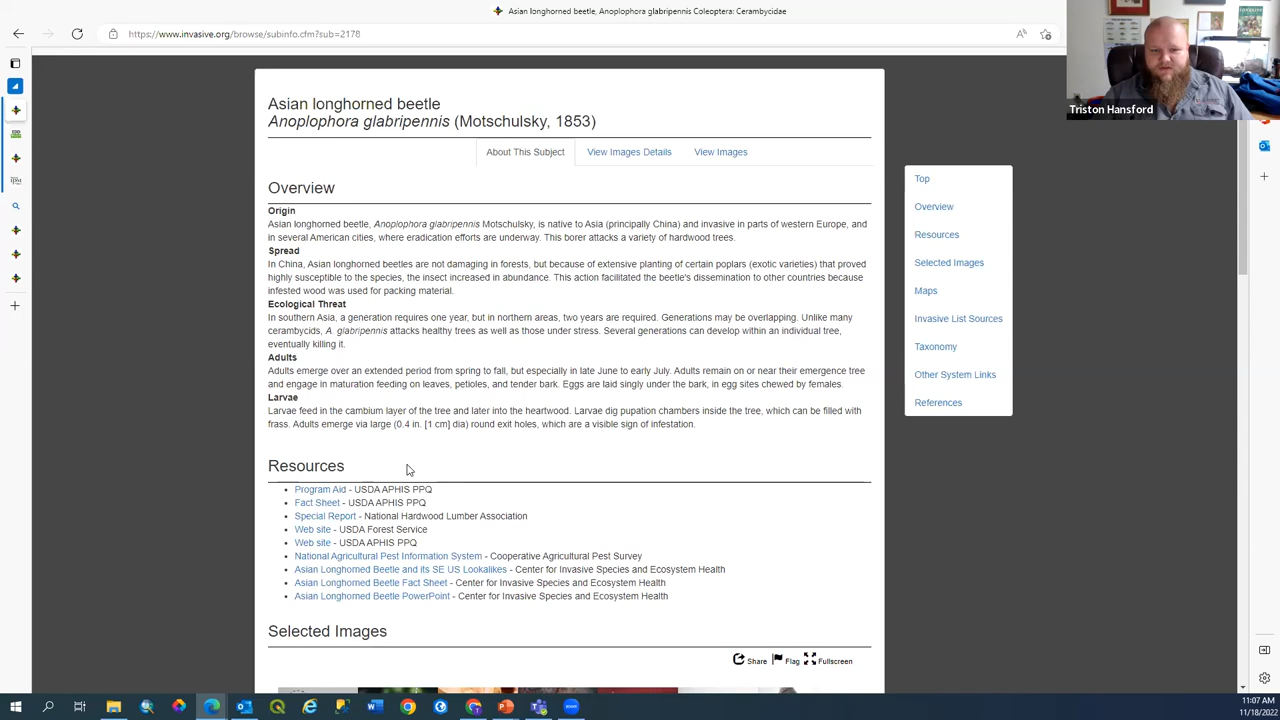 Asian longhorned beetle, Anoplophora glabripennis Coleoptera: Cerambycidae
https://www.invasive.org/browse/subinfo.cfm?sub=2178
Triston Hansford
Asian longhorned beetle
Anoplophora glabripennis (Motschulsky, 1853)
About This Subject
View Images Details
View Images
Overview
Origin
Asian longhorned beetle, Anoplophora glabripennis Motschulsky, is native to Asia (principally China) and invasive in parts of western Europe, and
in several American cities, where eradication efforts are underway. This borer attacks a variety of hardwood trees.
Spread
In China, Asian longhorned beetles are not damaging in forests, but because of extensive planting of certain poplars (exotic varieties) that proved
highly susceptible to the species, the insect increased in abundance. This action facilitated the beetle's dissemination to other countries because
infested wood was used for packing material.
Ecological Threat
In southern Asia, a generation requires one year, but in northern areas, two years are required. Generations may be overlapping. Unlike many
cerambycids, A. glabripennis attacks healthy trees as well as those under stress. Several generations can develop within an individual tree,
eventually killing it.
Adults
Adults emerge over an extended period from spring to fall, but especially in late June to early July. Adults remain on or near their emergence tree
and engage in maturation feeding on leaves, petioles, and tender bark. Eggs are laid singly under the bark, in egg sites chewed by females.
Larvae
Larvae feed in the cambium layer of the tree and later into the heartwood. Larvae dig pupation chambers inside the tree, which can be filled with
frass. Adults emerge via large (0.4 in. [1 cm] dia) round exit holes, which are a visible sign of infestation.
Resources
Program Aid - USDA APHIS PPQ
Fact Sheet - USDA APHIS PPQ
Special Report - National Hardwood Lumber Association
Web site - USDA Forest Service
Web site - USDA APHIS PPQ
National Agricultural Pest Information System - Cooperative Agricultural Pest Survey
Asian Longhorned Beetle and its SE US Lookalikes - Center for Invasive Species and Ecosystem Health
Asian Longhorned Beetle Fact Sheet - Center for Invasive Species and Ecosystem Health
Asian Longhorned Beetle PowerPoint - Center for Invasive Species and Ecosystem Health
Selected Images
Share
Flag
Fullscreen
Top
Overview
Resources
Selected Images
Maps
Invasive List Sources
Taxonomy
Other System Links
References
11:07 AM
11/18/2022